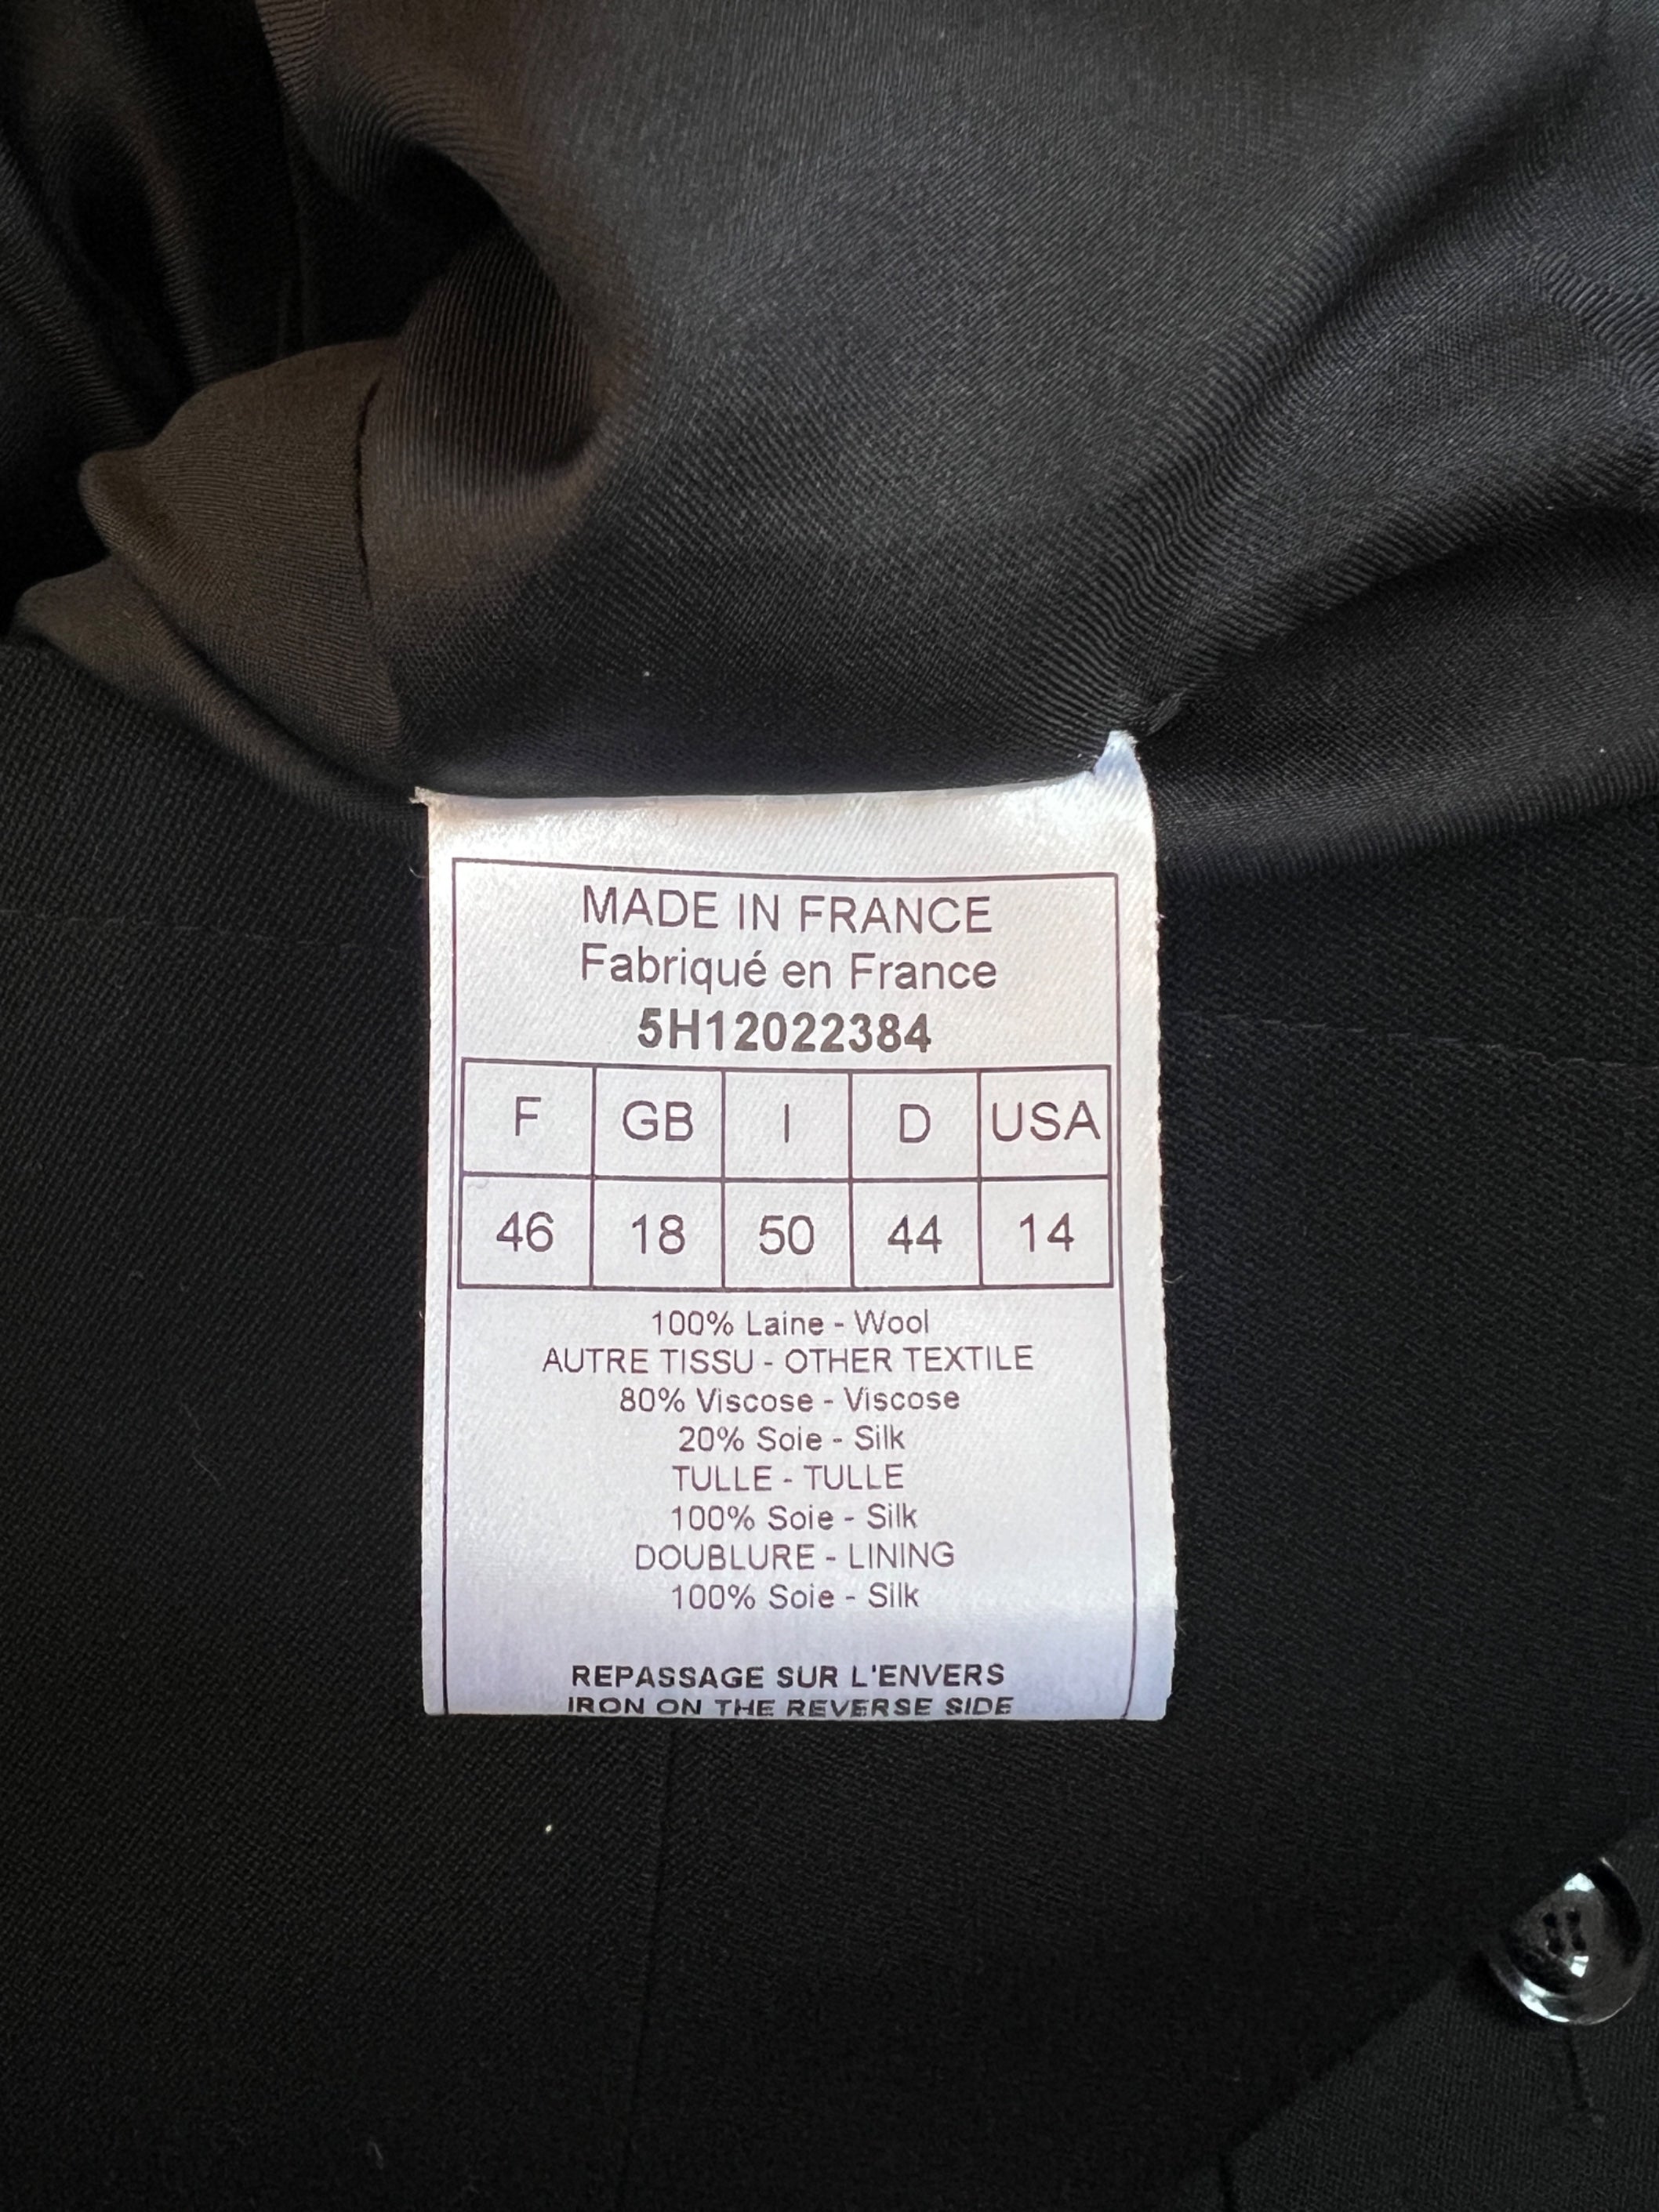 MADE IN FRANCE
Fabriqué en France
5H12022384
F GB I D USA
46 18 50 44 14
100% Laine - Wool
AUTRE TISSU - OTHER TEXTILE
80% Viscose - Viscose
20% Soie - Silk
TULLE - TULLE
100% Soie - Silk
DOUBLURE - LINING
100% Soie - Silk
REPASSAGE SUR L'ENVERS
IRON ON THE REVERSE SIDE